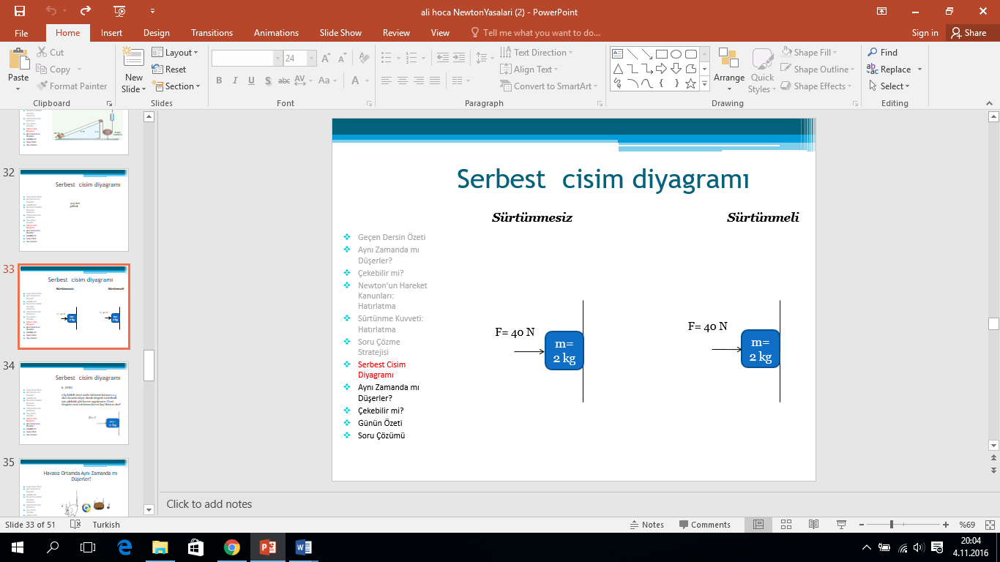 ali hoca NewtonYasalari (2) - PowerPoint
File Home Insert Design Transitions Animations Slide Show Review View Tell me what you want to do... Sign in Share
Paste
Cut
Copy
Format Painter
Clipboard
New Slide
Layout
Reset
Section
Slides
24
B I U S abc AV Aa A
Font
Text Direction
Align Text
Convert to SmartArt
Paragraph
Arrange
Quick Styles
Shape Fill
Shape Outline
Shape Effects
Drawing
Find
Replace
Select
Editing
32
Serbest cisim diyagramı
33
Serbest cisim diyagramı
Sürtünmesiz Sürtünmeli
34
Serbest cisim diyagramı
35
Havasız Ortamda Aynı Zamanda mı
Düşerler?
Serbest cisim diyagramı
Sürtünmesiz Sürtünmeli
Geçen Dersin Özeti
Aynı Zamanda mı
Düşerler?
Çekebilir mi?
Newton’un Hareket
Kanunları:
Hatırlatma
Sürtünme Kuvveti:
Hatırlatma
Soru Çözme
Stratejisi
Serbest Cisim
Diyagramı
Aynı Zamanda mı
Düşerler?
Çekebilir mi?
Günün Özeti
Soru Çözümü
F= 40 N
m=
2 kg
F= 40 N
m=
2 kg
Click to add notes
Slide 33 of 51 Turkish Notes Comments %69
20:04
4.11.2016